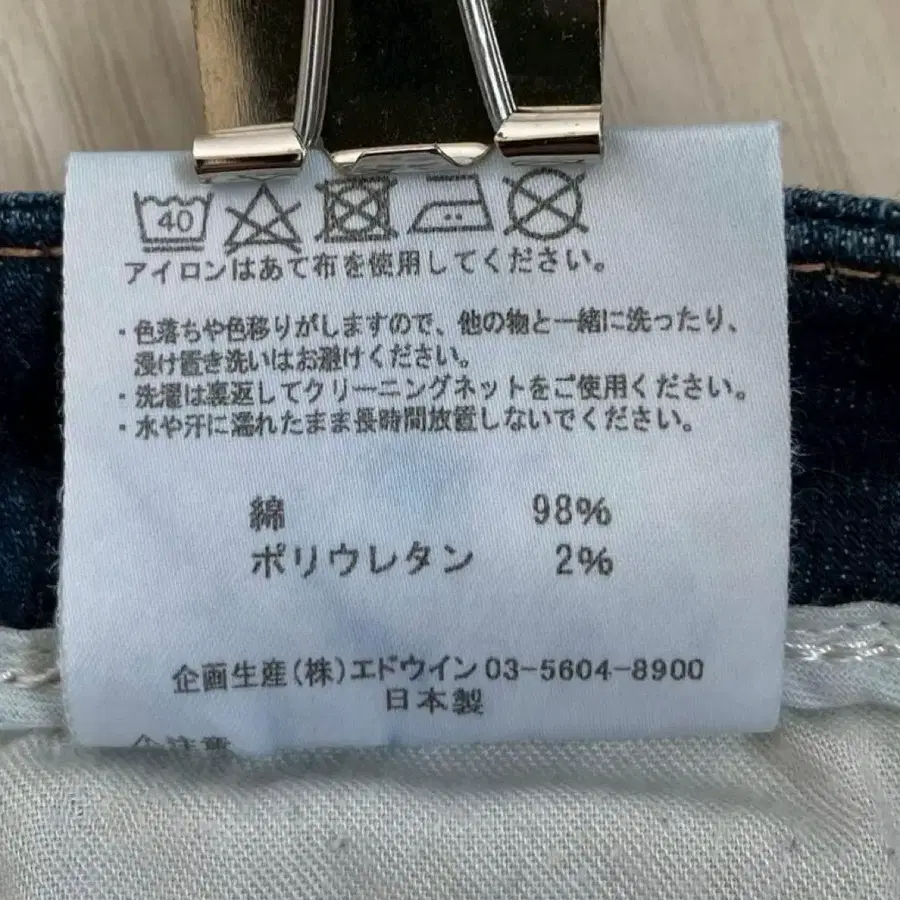 40
アイロンはあて布を使用してください。
・色落ちや色移りがしますので、他の物と一緒に洗ったり、
浸け置き洗いはお避けください。
・洗濯は裏返してクリーニングネットをご使用ください。
・水や汗に濡れたまま長時間放置しないでください。
綿 98%
ポリウレタン 2%
企画生産(株)エドウイン 03-5604-8900
日本製
注意